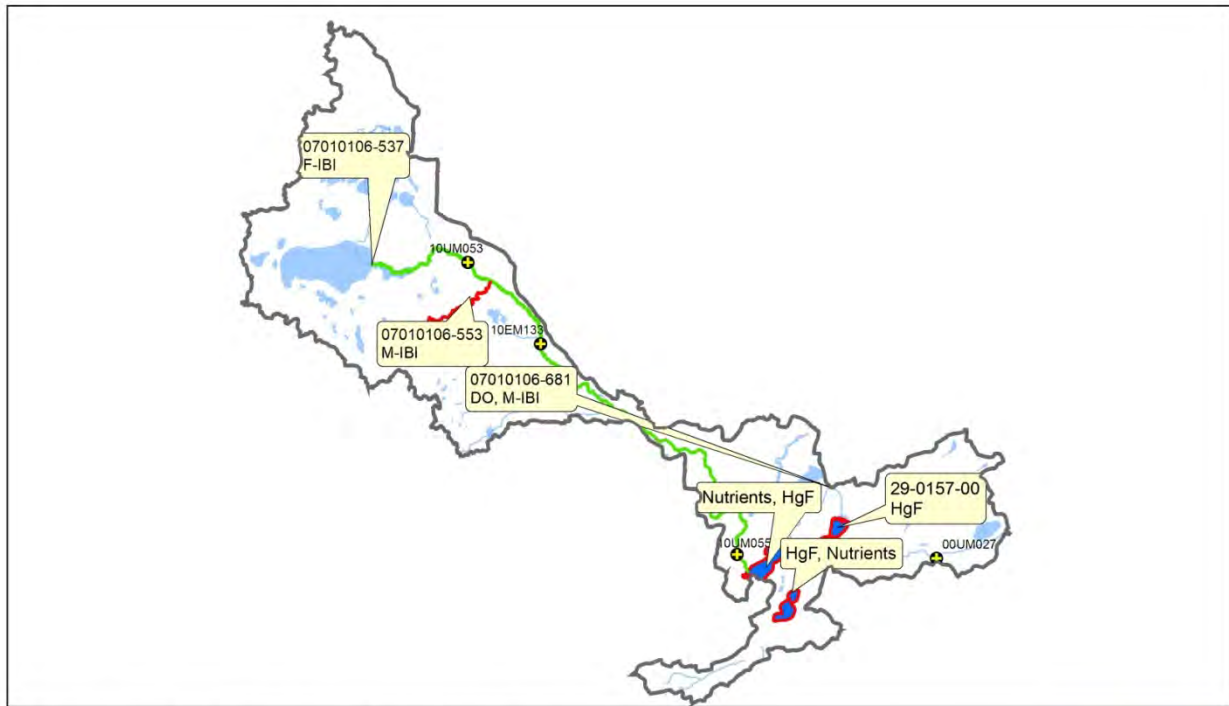 07010106-537
F-IBI
10UM053
07010106-553
M-IBI
10EM133
07010106-681
DO, M-IBI
Nutrients, HgF
29-0157-00
HgF
10UM055
HgF, Nutrients
00UM027